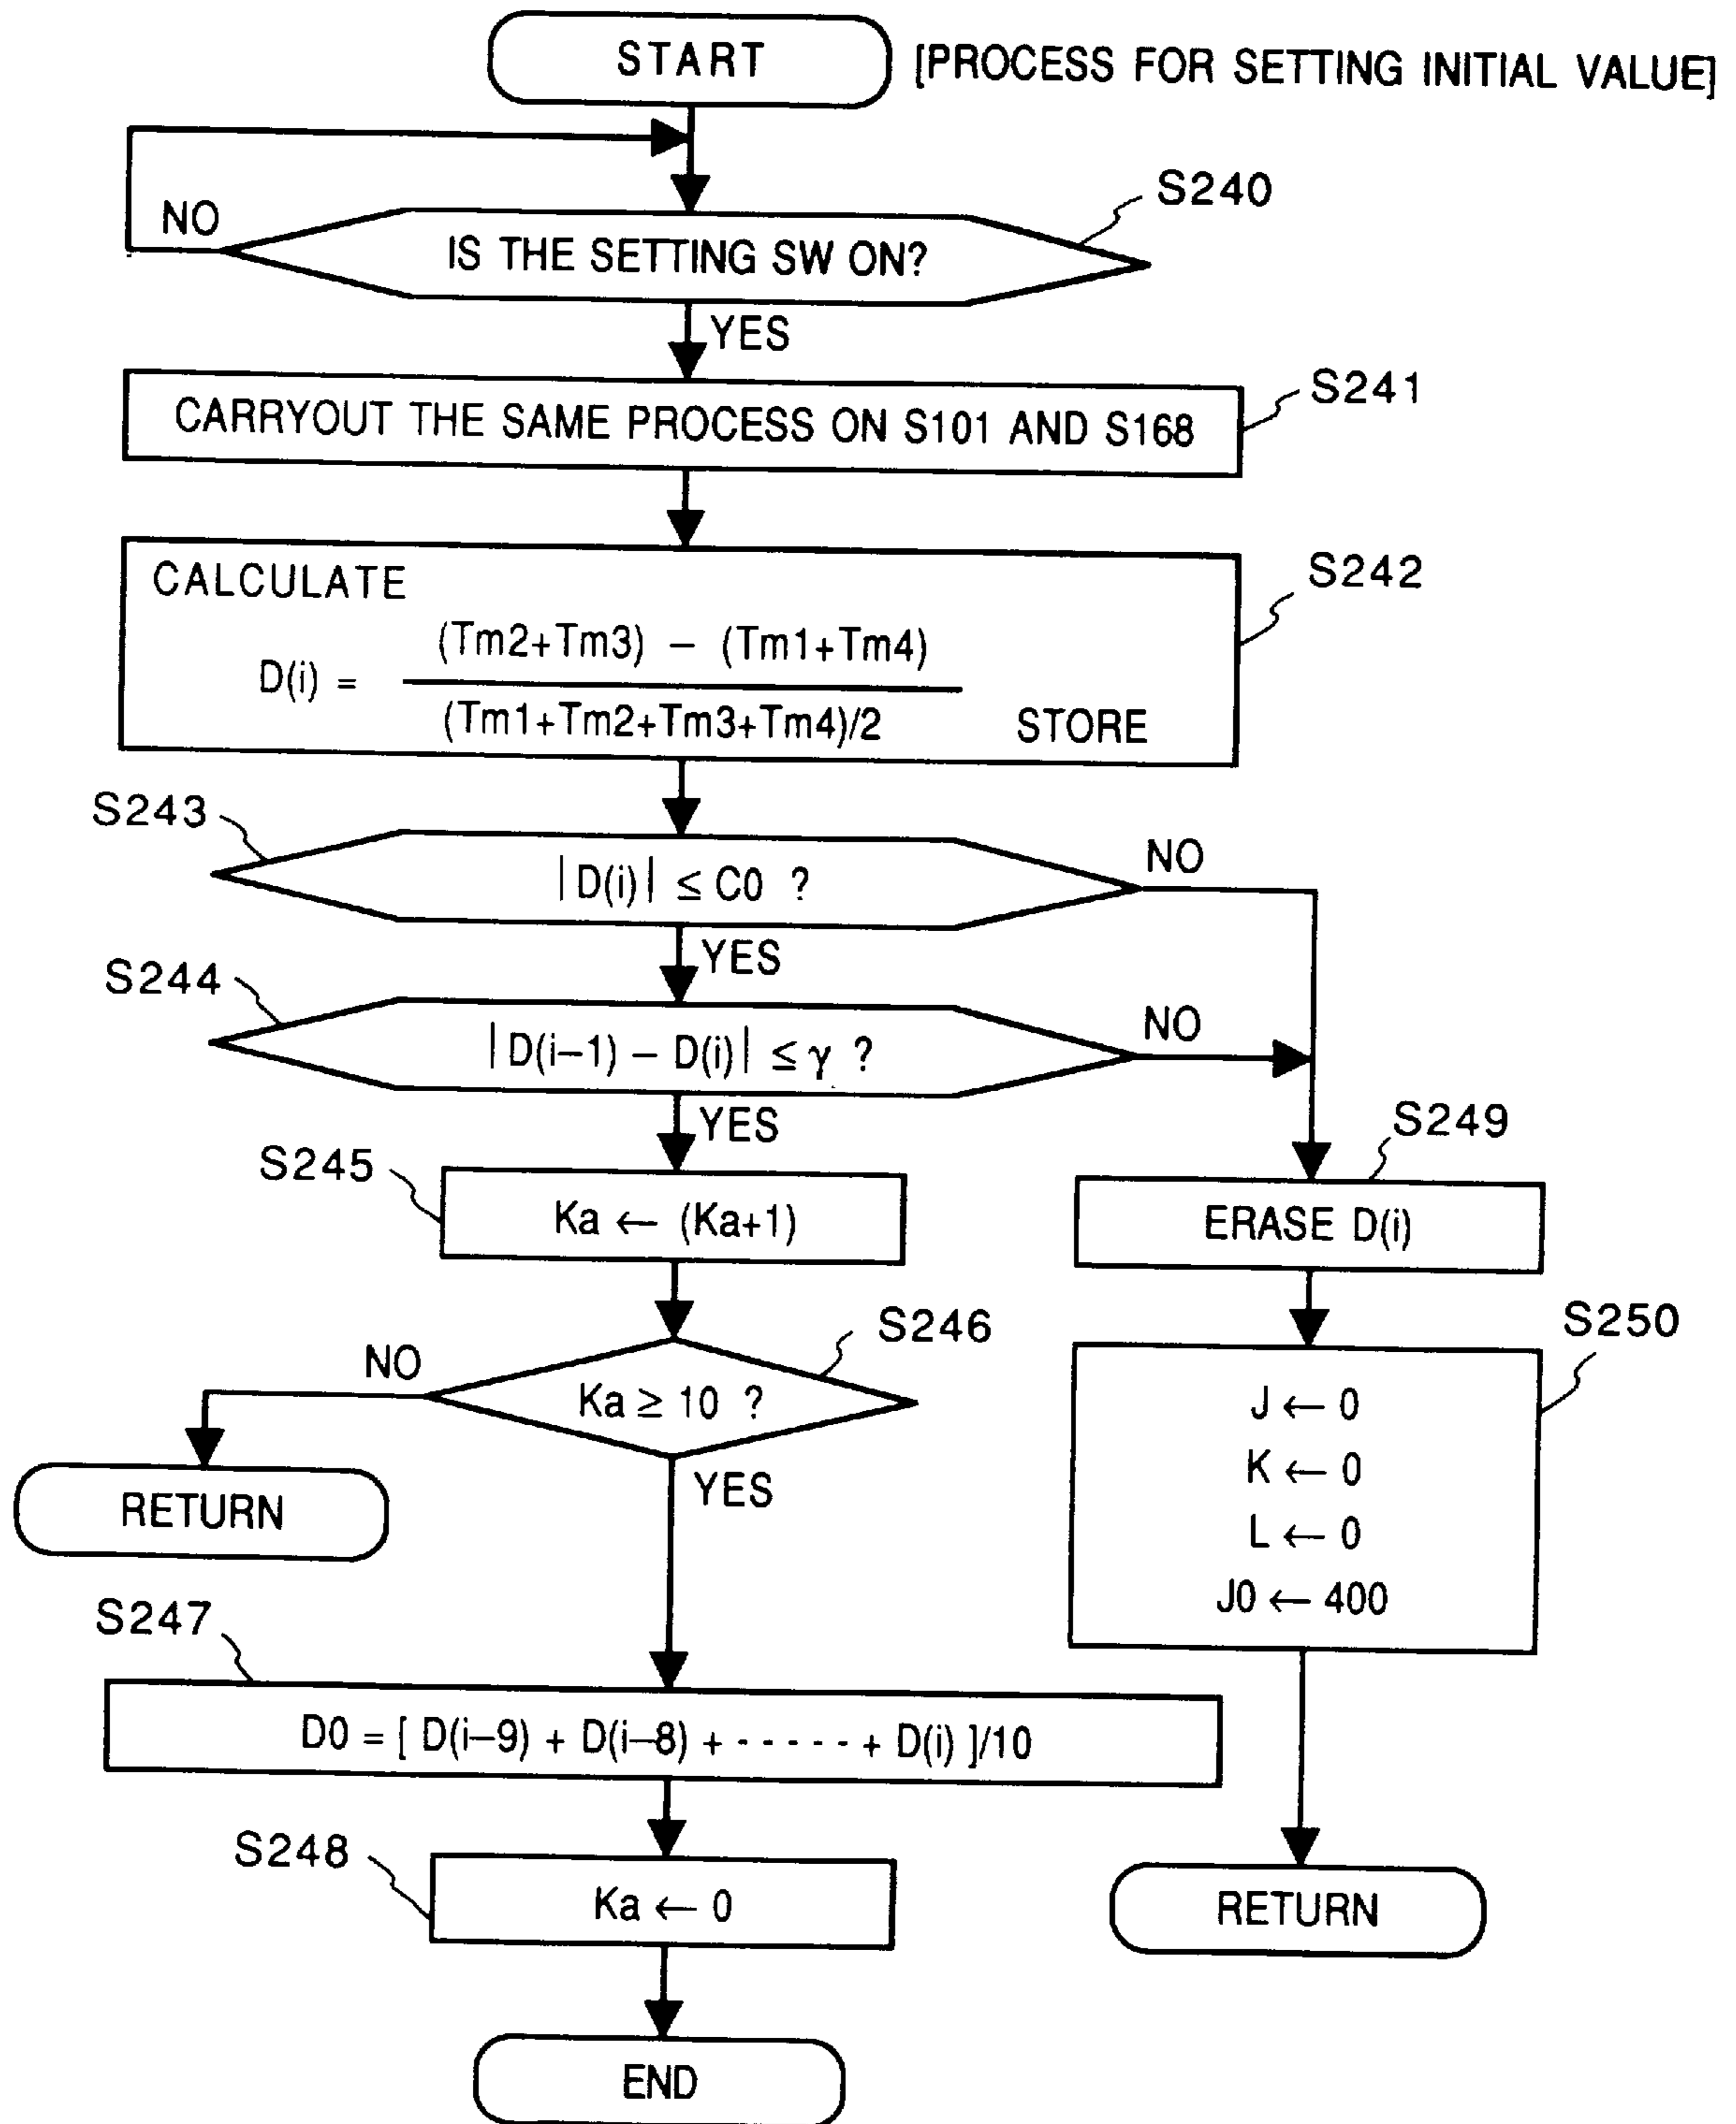 START
[PROCESS FOR SETTING INITIAL VALUE]
S240
NO
IS THE SETTING SW ON?
YES
S241
CARRYOUT THE SAME PROCESS ON S101 AND S168
S242
CALCULATE
(Tm2+Tm3) – (Tm1+Tm4)
D(i) =
(Tm1+Tm2+Tm3+Tm4)/2
STORE
S243
NO
|D(i)| ≤ C0 ?
YES
S244
NO
|D(i–1) – D(i)| ≤ γ ?
YES
S249
S245
Ka ← (Ka+1)
ERASE D(i)
S246
S250
NO
Ka ≥ 10 ?
J ← 0
K ← 0
L ← 0
J0 ← 400
YES
RETURN
S247
D0 = [ D(i–9) + D(i–8) + - - - - - + D(i) ]/10
S248
Ka ← 0
RETURN
END